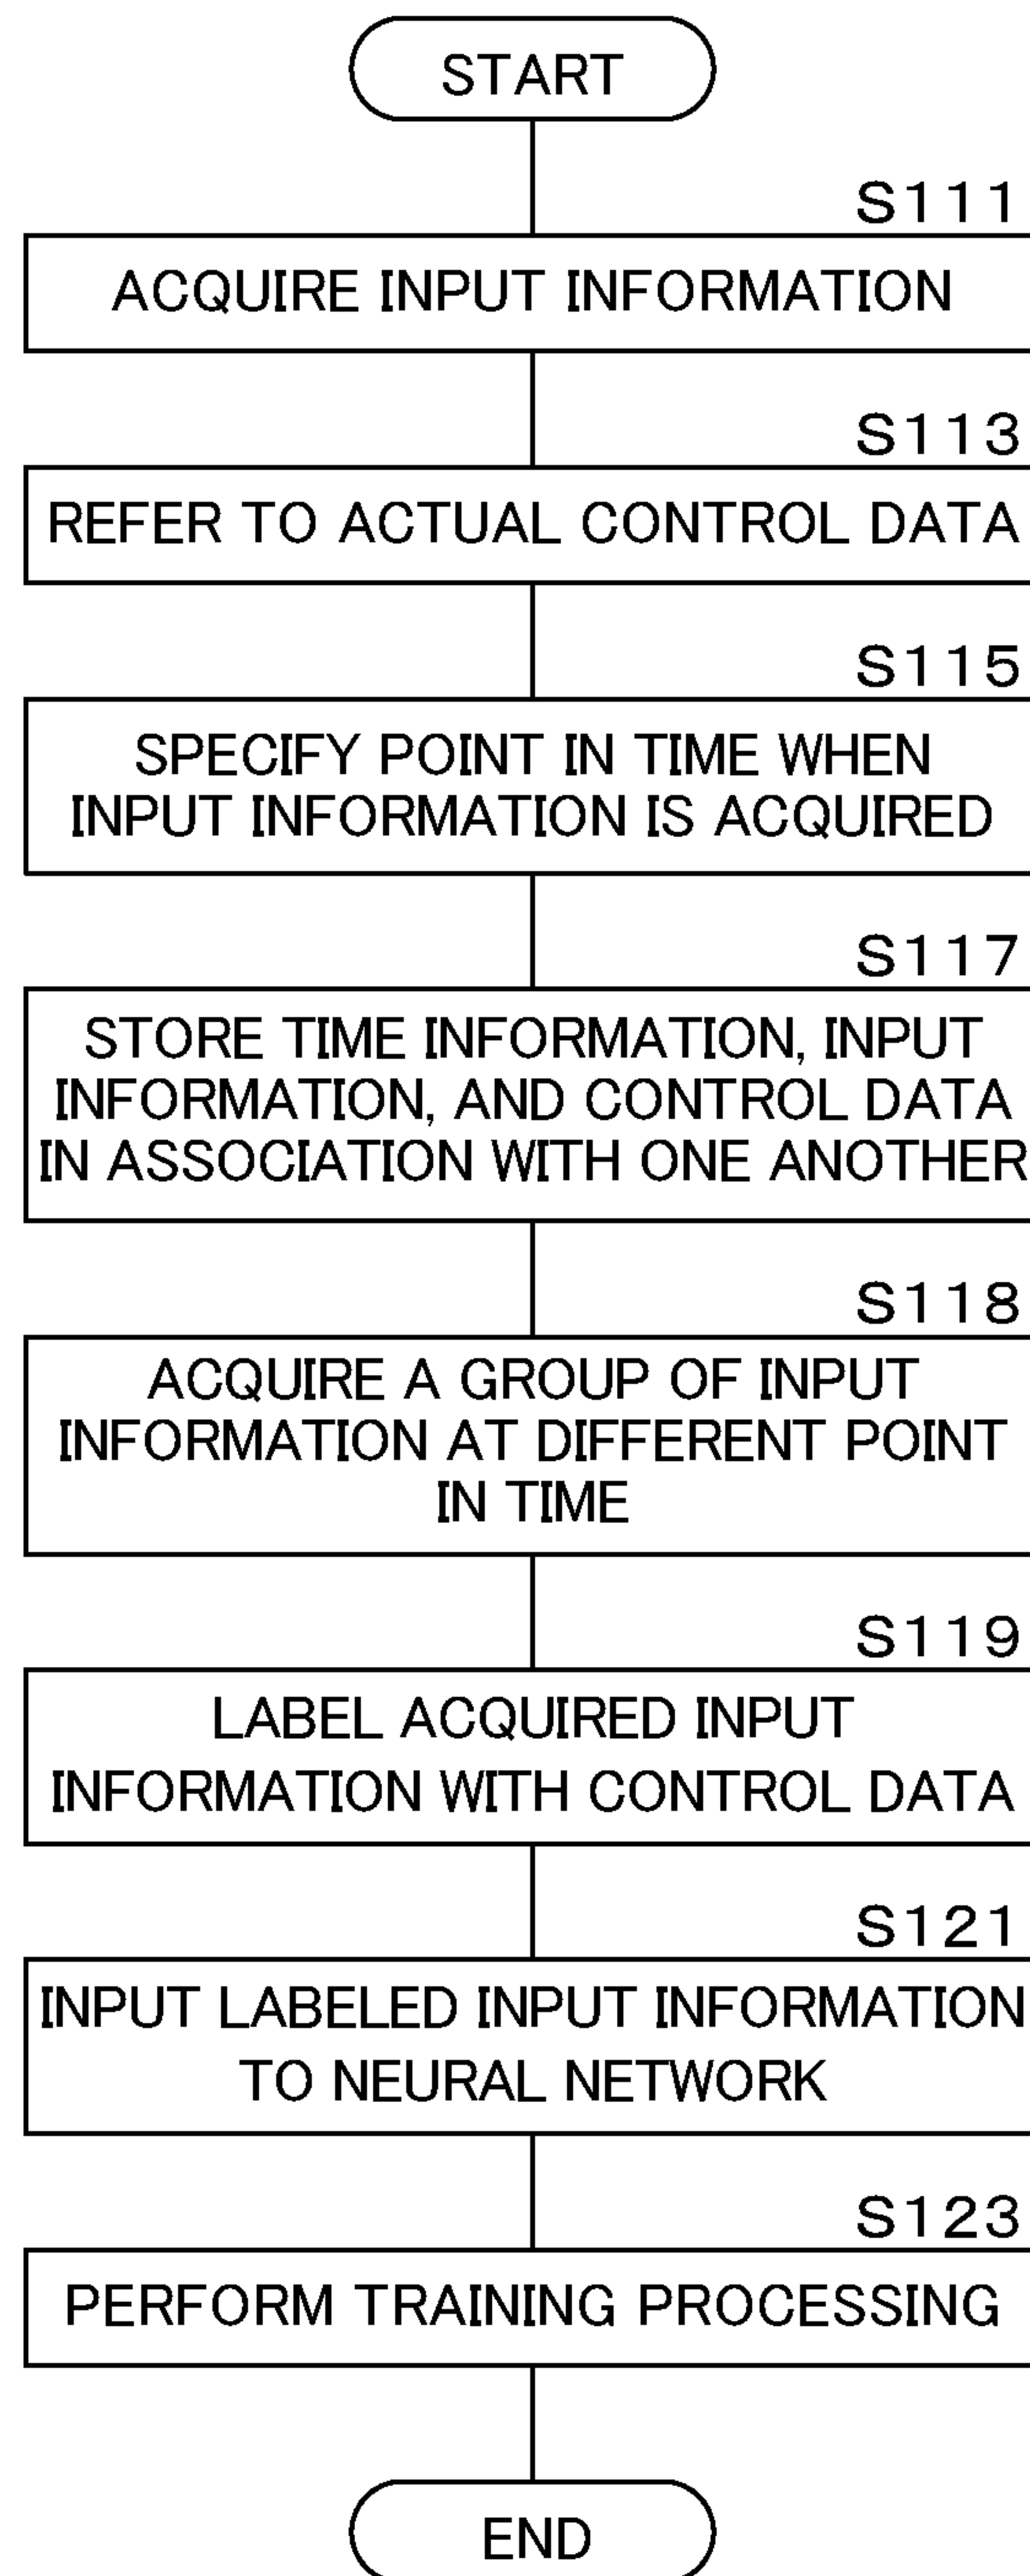 START
S111
ACQUIRE INPUT INFORMATION
S113
REFER TO ACTUAL CONTROL DATA
S115
SPECIFY POINT IN TIME WHEN
INPUT INFORMATION IS ACQUIRED
S117
STORE TIME INFORMATION, INPUT
INFORMATION, AND CONTROL DATA
IN ASSOCIATION WITH ONE ANOTHER
S118
ACQUIRE A GROUP OF INPUT
INFORMATION AT DIFFERENT POINT
IN TIME
S119
LABEL ACQUIRED INPUT
INFORMATION WITH CONTROL DATA
S121
INPUT LABELED INPUT INFORMATION
TO NEURAL NETWORK
S123
PERFORM TRAINING PROCESSING
END